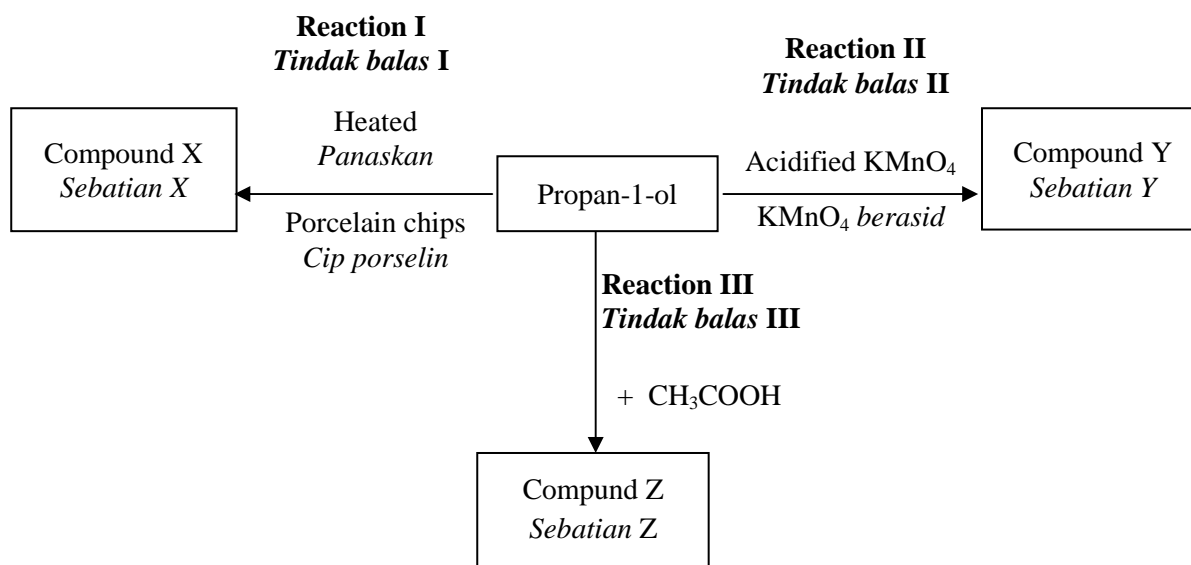 Reaction I
Tindak balas I
Heated
Panaskan
Porcelain chips
Cip porselin
Compound X
Sebatian X
Propan-1-ol
Reaction II
Tindak balas II
Acidified KMnO₄
KMnO₄ berasid
Compound Y
Sebatian Y
Reaction III
Tindak balas III
+ CH₃COOH
Compund Z
Sebatian Z